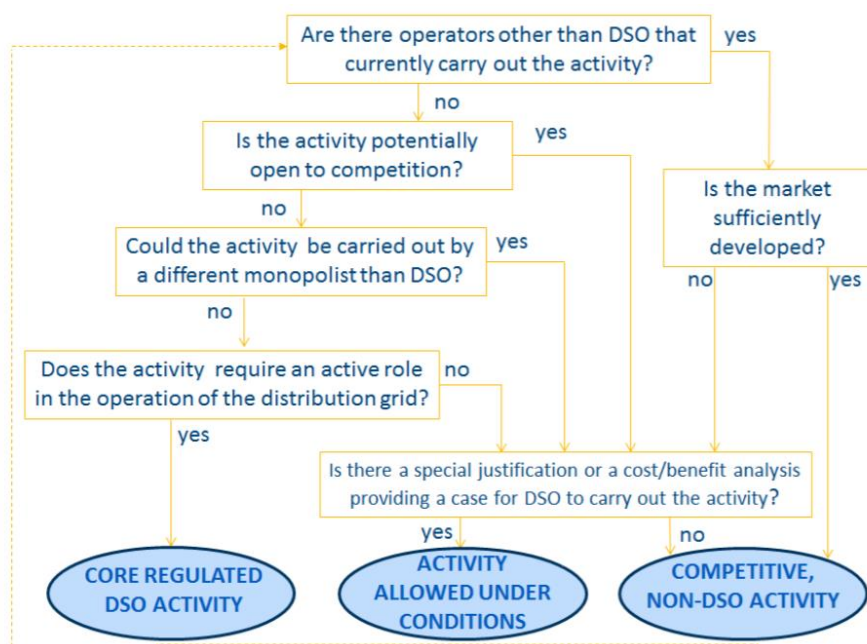 Are there operators other than DSO that
currently carry out the activity?
yes
no
Is the activity potentially
open to competition?
yes
no
Is the market
sufficiently
developed?
Could the activity be carried out by
a different monopolist than DSO?
yes
no
yes
no
Does the activity require an active role
in the operation of the distribution grid?
no
yes
Is there a special justification or a cost/benefit analysis
providing a case for DSO to carry out the activity?
yes
no
CORE REGULATED
DSO ACTIVITY
ACTIVITY
ALLOWED UNDER
CONDITIONS
COMPETITIVE,
NON-DSO ACTIVITY